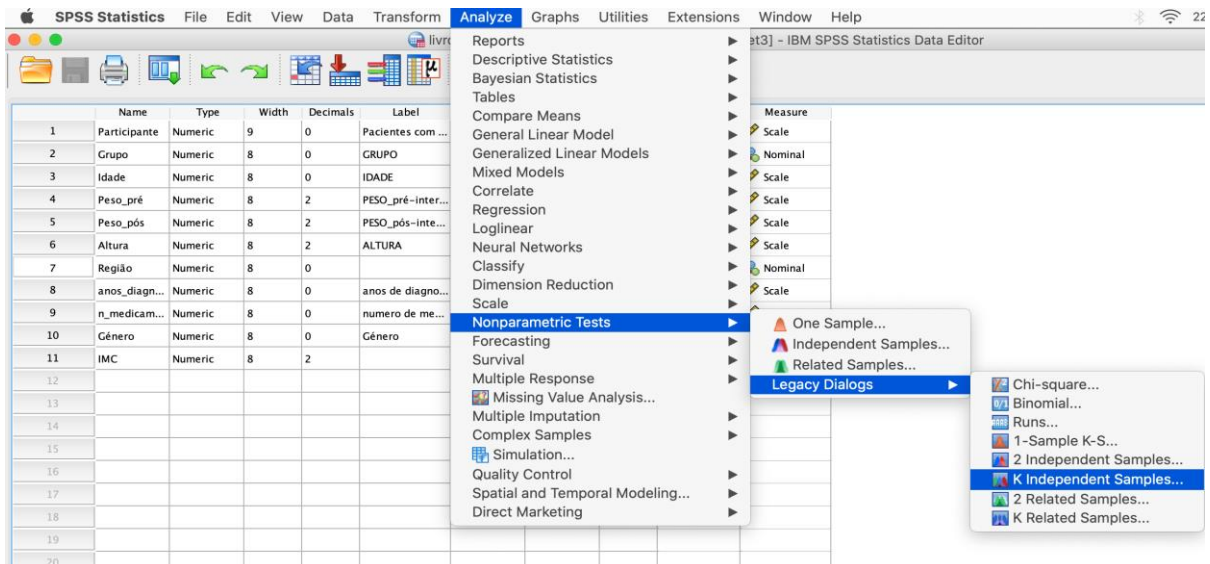 SPSS Statistics File Edit View Data Transform Analyze Graphs Utilities Extensions Window Help 22
livro
et3] - IBM SPSS Statistics Data Editor
Name Type Width Decimals Label Measure
1 Participante Numeric 9 0 Pacientes com ... Scale
2 Grupo Numeric 8 0 GRUPO Nominal
3 Idade Numeric 8 0 IDADE Scale
4 Peso_pré Numeric 8 2 PESO_pré-inter... Scale
5 Peso_pós Numeric 8 2 PESO_pós-inte... Scale
6 Altura Numeric 8 2 ALTURA Scale
7 Região Numeric 8 0 Nominal
8 anos_diagn... Numeric 8 0 anos de diagno... Scale
9 n_medicam... Numeric 8 0 numero de me...
10 Género Numeric 8 0 Género
11 IMC Numeric 8 2
12
13
14
15
16
17
18
19
20
Reports
Descriptive Statistics
Bayesian Statistics
Tables
Compare Means
General Linear Model
Generalized Linear Models
Mixed Models
Correlate
Regression
Loglinear
Neural Networks
Classify
Dimension Reduction
Scale
Nonparametric Tests
Forecasting
Survival
Multiple Response
Missing Value Analysis...
Multiple Imputation
Complex Samples
Simulation...
Quality Control
Spatial and Temporal Modeling...
Direct Marketing
One Sample...
Independent Samples...
Related Samples...
Legacy Dialogs
Chi-square...
Binomial...
Runs...
1-Sample K-S...
2 Independent Samples...
K Independent Samples...
2 Related Samples...
K Related Samples...